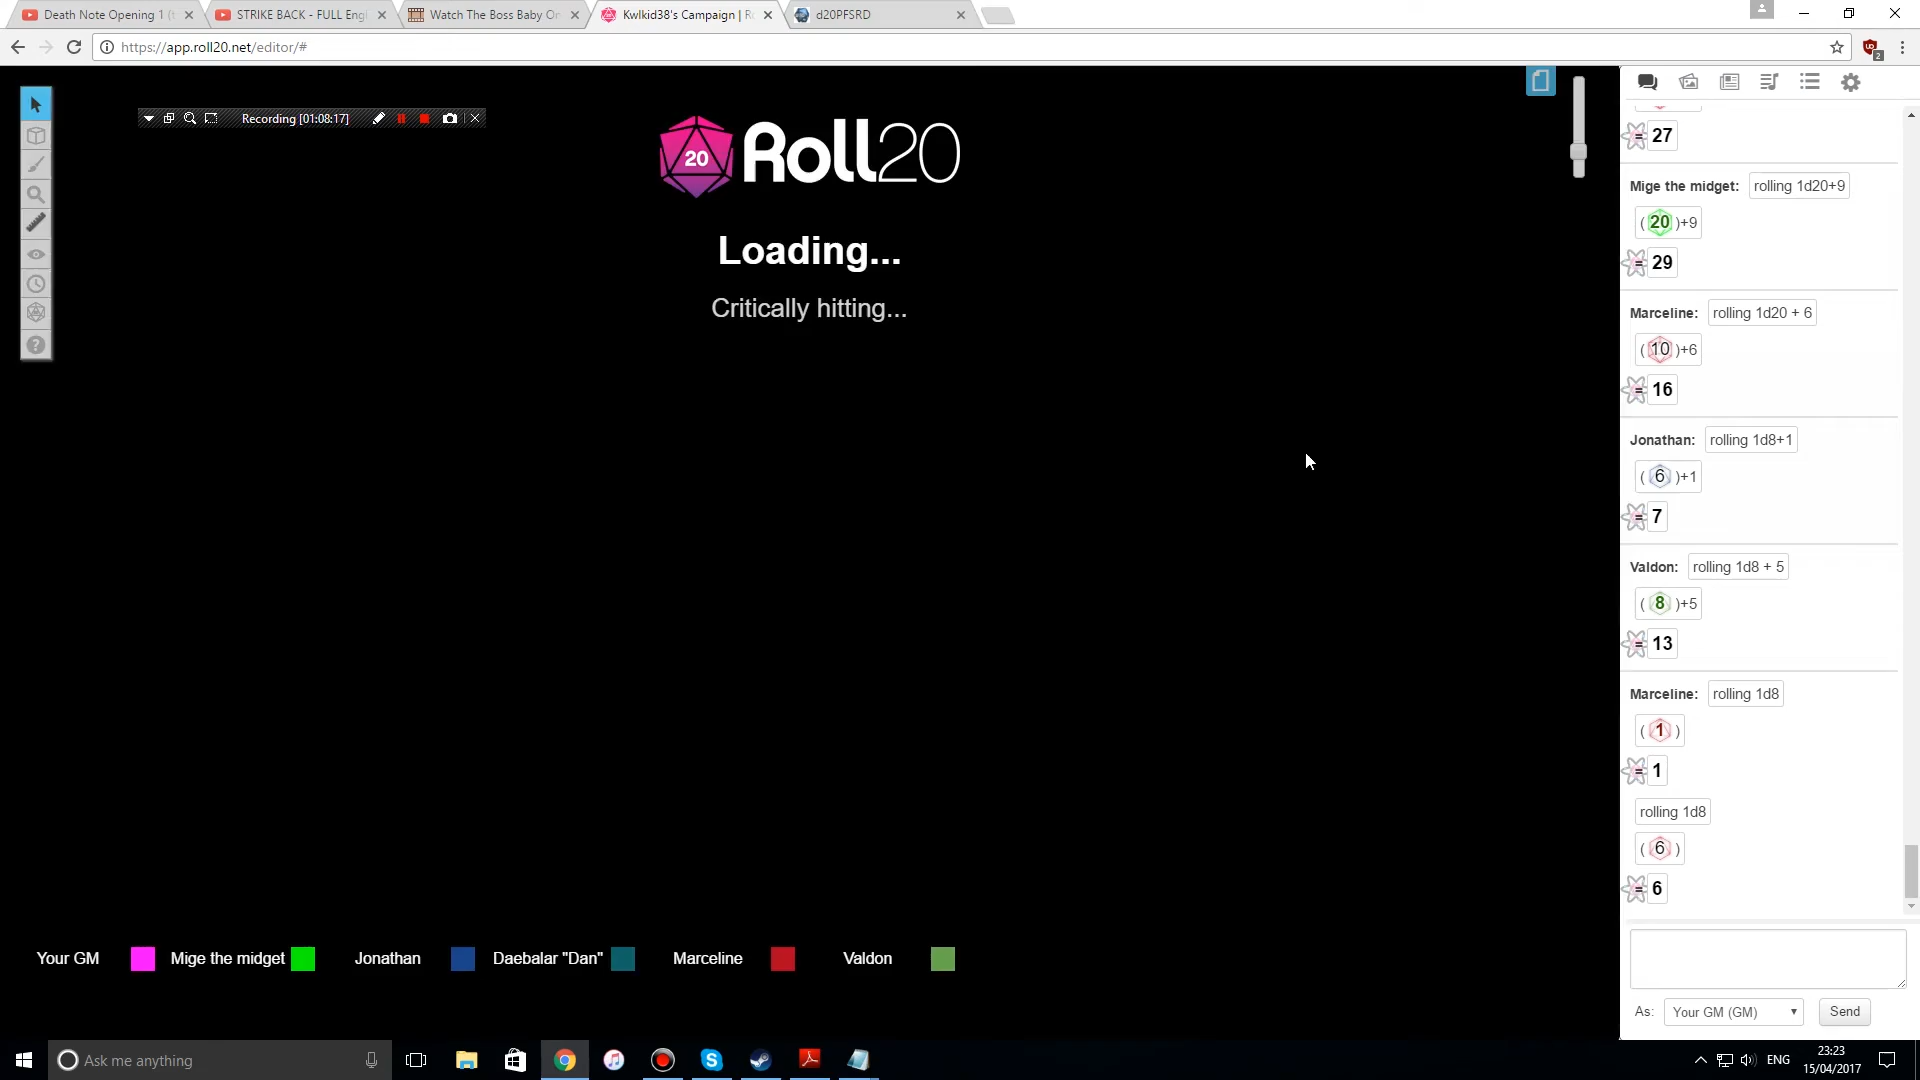 Death Note Opening 1 (t
STRIKE BACK - FULL Engi
Watch The Boss Baby On
Kwlkid38's Campaign | Ro
d20PFSRD
https://app.roll20.net/editor/#
2
Recording [01:08:17]
20 Roll20
Loading...
Critically hitting...
= 27
Mige the midget: rolling 1d20+9
( 20 )+9
= 29
Marceline: rolling 1d20 + 6
( 10 )+6
= 16
Jonathan: rolling 1d8+1
( 6 )+1
= 7
Valdon: rolling 1d8 + 5
( 8 )+5
= 13
Marceline: rolling 1d8
( 1 )
= 1
rolling 1d8
( 6 )
= 6
Your GM
Mige the midget
Jonathan
Daebalar "Dan"
Marceline
Valdon
As: Your GM (GM) Send
Ask me anything
ENG
23:23
15/04/2017